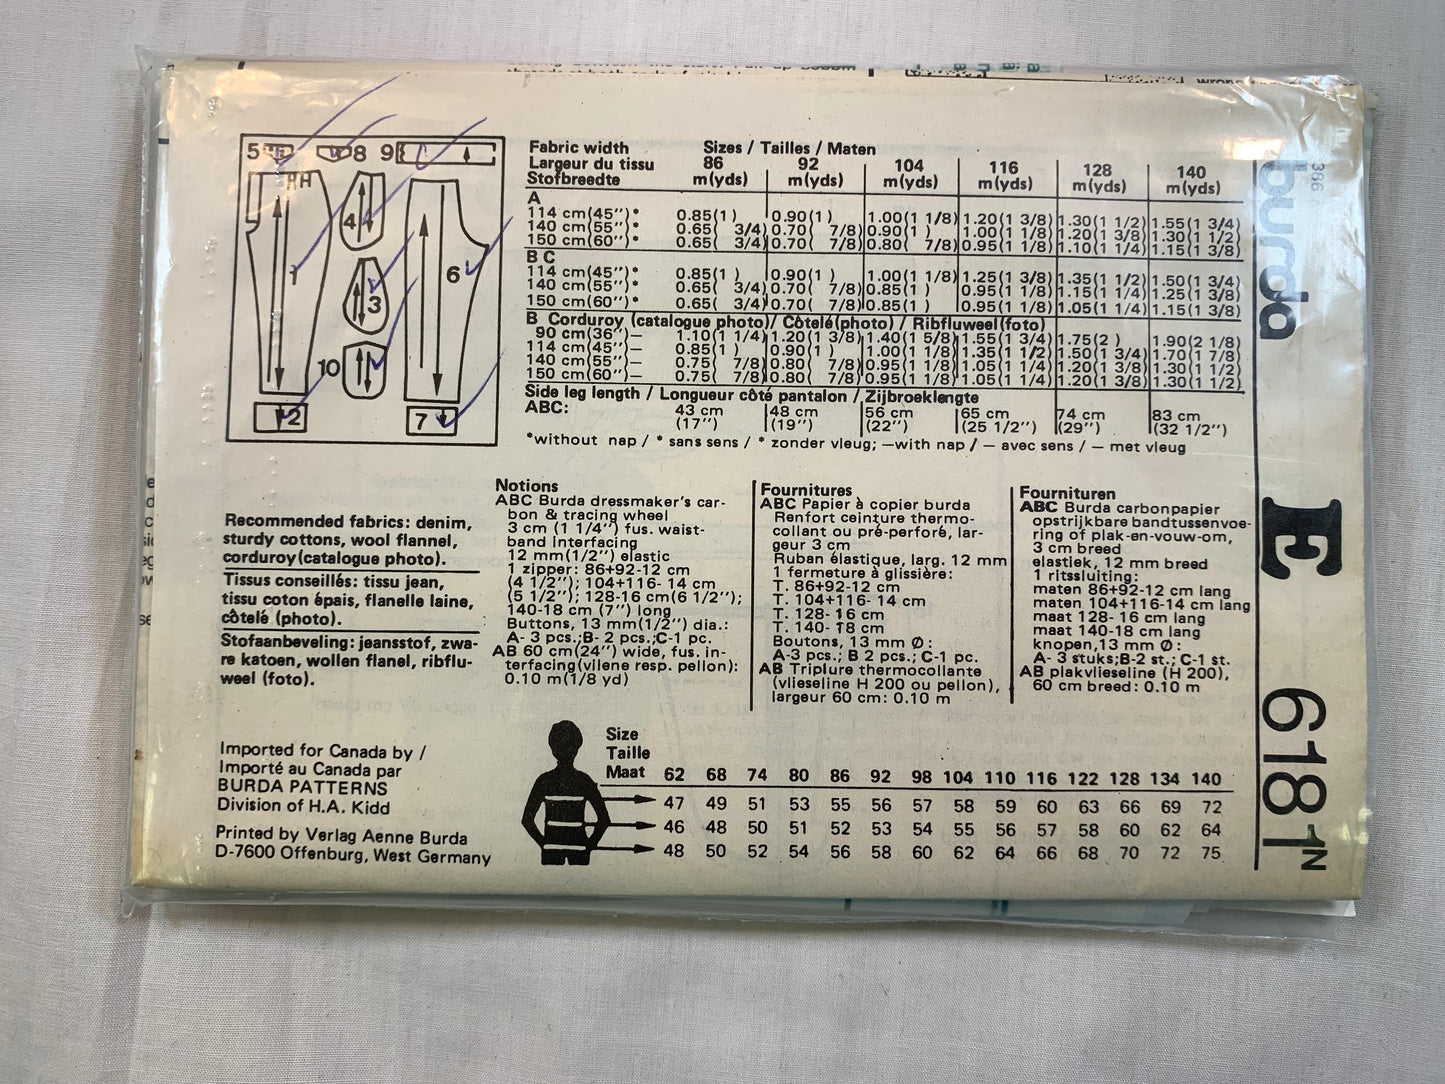 5 8 9
4
1 6
3
10
2 7
Fabric width Sizes / Tailles / Maten
Largeur du tissu 86 92 104 116 128 140
Stofbreedte m(yds) m(yds) m(yds) m(yds) m(yds) m(yds)
A
114 cm(45")* 0.85(1 ) 0.90(1 ) 1.00(1 1/8) 1.20(1 3/8) 1.30(1 1/2) 1.55(1 3/4)
140 cm(55")* 0.65( 3/4) 0.70( 7/8) 0.90(1 ) 1.00(1 1/8) 1.20(1 3/8) 1.30(1 1/2)
150 cm(60")* 0.65( 3/4) 0.70( 7/8) 0.80( 7/8) 0.95(1 1/8) 1.10(1 1/4) 1.15(1 3/8)
B C
114 cm(45")* 0.85(1 ) 0.90(1 ) 1.00(1 1/8) 1.25(1 3/8) 1.35(1 1/2) 1.50(1 3/4)
140 cm(55")* 0.65( 3/4) 0.70( 7/8) 0.85(1 ) 0.95(1 1/8) 1.15(1 1/4) 1.25(1 3/8)
150 cm(60")* 0.65( 3/4) 0.70( 7/8) 0.85(1 ) 0.95(1 1/8) 1.05(1 1/4) 1.15(1 3/8)
B Corduroy (catalogue photo)/ Côtelé(photo) / Ribfluweel(foto)
90 cm(36")— 1.10(1 1/4) 1.20(1 3/8) 1.40(1 5/8) 1.55(1 3/4) 1.75(2 ) 1.90(2 1/8)
114 cm(45")— 0.85(1 ) 0.90(1 ) 1.00(1 1/8) 1.35(1 1/2) 1.50(1 3/4) 1.70(1 7/8)
140 cm(55")— 0.75( 7/8) 0.80( 7/8) 0.95(1 1/8) 1.05(1 1/4) 1.20(1 3/8) 1.30(1 1/2)
150 cm(60")— 0.75( 7/8) 0.80( 7/8) 0.95(1 1/8) 1.05(1 1/4) 1.20(1 3/8) 1.30(1 1/2)
Side leg length / Longueur côté pantalon / Zijbroeklengte
ABC: 43 cm 48 cm 56 cm 65 cm 74 cm 83 cm
(17") (19") (22") (25 1/2") (29") (32 1/2")
*without nap / * sans sens / * zonder vleug; —with nap / — avec sens / — met vleug
Recommended fabrics: denim,
sturdy cottons, wool flannel,
corduroy(catalogue photo).
Tissus conseillés: tissu jean,
tissu coton épais, flanelle laine,
côtelé (photo).
Stofaanbeveling: jeansstof, zwa-
re katoen, wollen flanel, ribflu-
weel (foto).
Notions
ABC Burda dressmaker's car-
bon & tracing wheel
3 cm (1 1/4") fus. waist-
band interfacing
12 mm(1/2") elastic
1 zipper: 86+92-12 cm
(4 1/2"); 104+116- 14 cm
(5 1/2"); 128-16 cm(6 1/2");
140-18 cm (7") long
Buttons, 13 mm(1/2") dia.:
A- 3 pcs.;B- 2 pcs.;C-1 pc.
AB 60 cm(24") wide, fus. in-
terfacing(vilene resp. pellon):
0.10 m(1/8 yd)
Fournitures
ABC Papier à copier burda
Renfort ceinture thermo-
collant ou pré-perforé, lar-
geur 3 cm
Ruban élastique, larg. 12 mm
1 fermeture à glissière:
T. 86+92-12 cm
T. 104+116- 14 cm
T. 128- 16 cm
T. 140- 18 cm
Boutons, 13 mm Ø:
A-3 pcs.; B 2 pcs.; C-1 pc.
AB Triplure thermocollante
(vlieseline H 200 ou pellon),
largeur 60 cm: 0.10 m
Fournituren
ABC Burda carbonpapier
opstrijkbare bandtussenvoe-
ring of plak-en-vouw-om,
3 cm breed
elastiek, 12 mm breed
1 ritssluiting:
maten 86+92-12 cm lang
maten 104+116-14 cm lang
maat 128- 16 cm lang
maat 140-18 cm lang
knopen,13 mm Ø:
A- 3 stuks;B-2 st.; C-1 st.
AB plakvlieseline (H 200),
60 cm breed: 0.10 m
Imported for Canada by /
Importé au Canada par
BURDA PATTERNS
Division of H.A. Kidd
Printed by Verlag Aenne Burda
D-7600 Offenburg, West Germany
Size
Taille
Maat 62 68 74 80 86 92 98 104 110 116 122 128 134 140
47 49 51 53 55 56 57 58 59 60 63 66 69 72
46 48 50 51 52 53 54 55 56 57 58 60 62 64
48 50 52 54 56 58 60 62 64 66 68 70 72 75
burda
E
6181
N